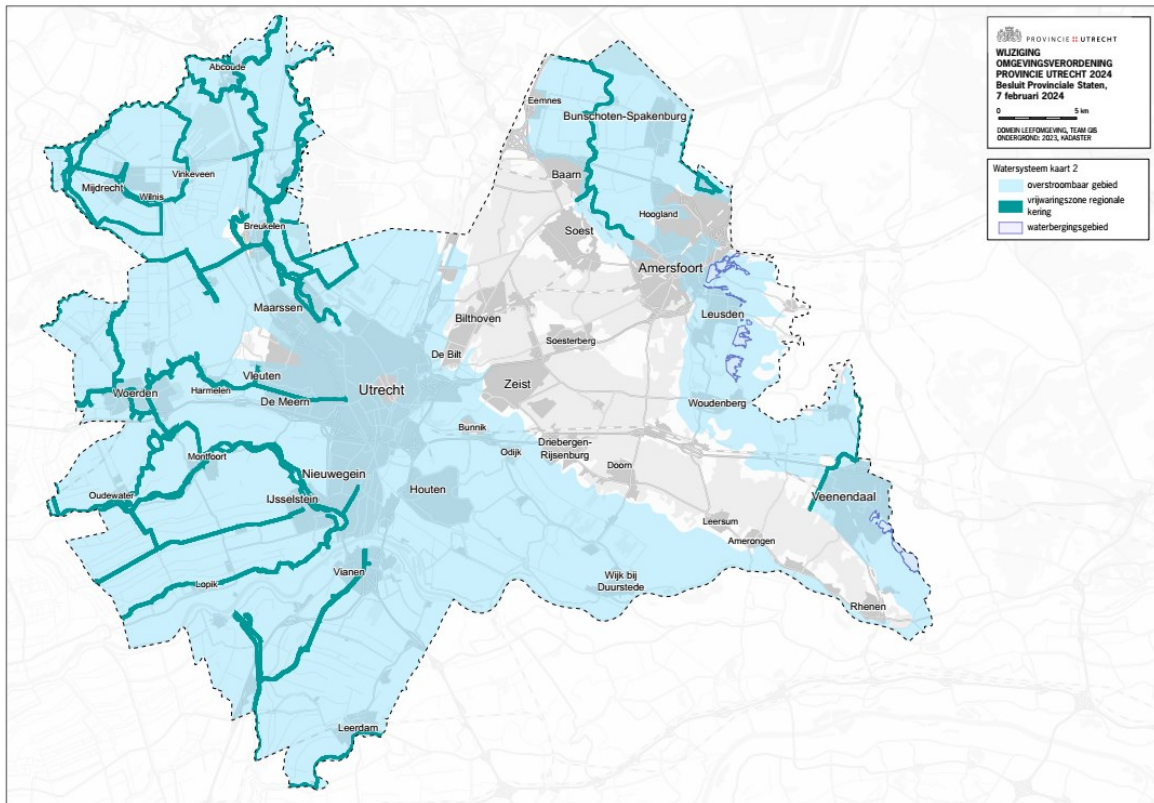 PROVINCIE UTRECHT
WIJZIGING
OMGEVINGSVERORDENING
PROVINCIE UTRECHT 2024
Besluit Provinciale Staten,
7 februari 2024
0 5 km
DOMEIN LEEFOMGEVING, TEAM GIS
ONDERGROND: 2023, KADASTER
Watersysteem kaart 2
overstroombaar gebied
vrijwaringszone regionale
kering
waterbergingsgebied
Abcoude
Eemnes
Bunschoten-Spakenburg
Vinkeveen
Mijdrecht
Wilnis
Baarn
Hoogland
Breukelen
Soest
Amersfoort
Maarssen
Leusden
Bilthoven
Soesterberg
De Bilt
Vleuten
Zeist
Utrecht
Woerden
Harmelen
De Meern
Woudenberg
Bunnik
Driebergen-
Rijsenburg
Odijk
Montfoort
Doorn
Nieuwegein
Houten
Veenendaal
Oudewater
IJsselstein
Leersum
Amerongen
Vianen
Wijk bij
Duurstede
Lopik
Rhenen
Leerdam